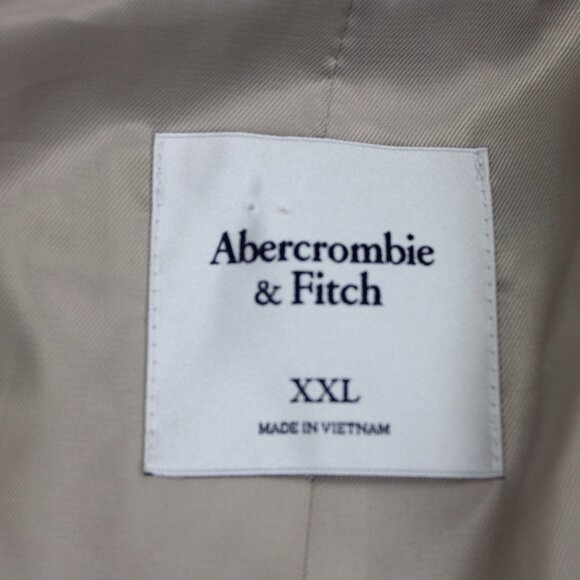 Abercrombie
& Fitch
XXL
MADE IN VIETNAM